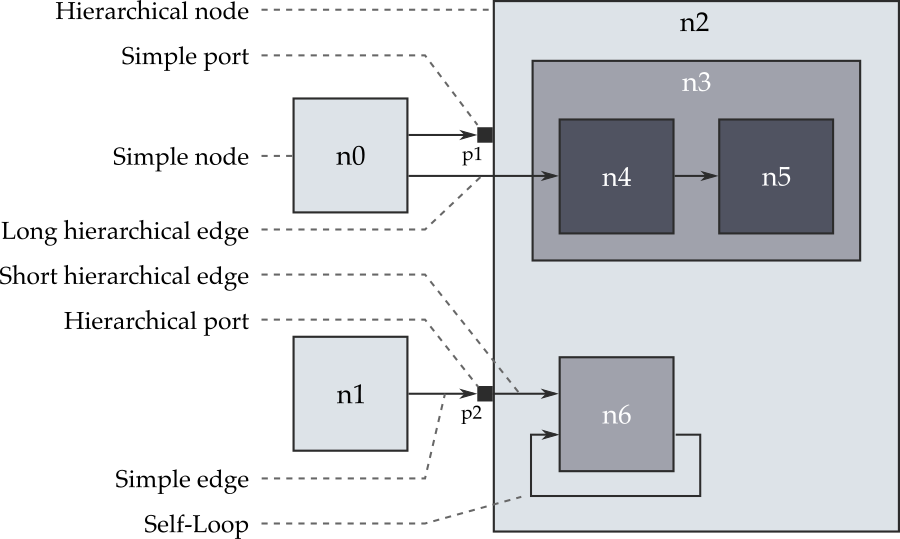 Hierarchical node
n2
Simple port
n3
p1
Simple node
n0
n4
n5
Long hierarchical edge
Short hierarchical edge
Hierarchical port
n1
p2
n6
Simple edge
Self-Loop